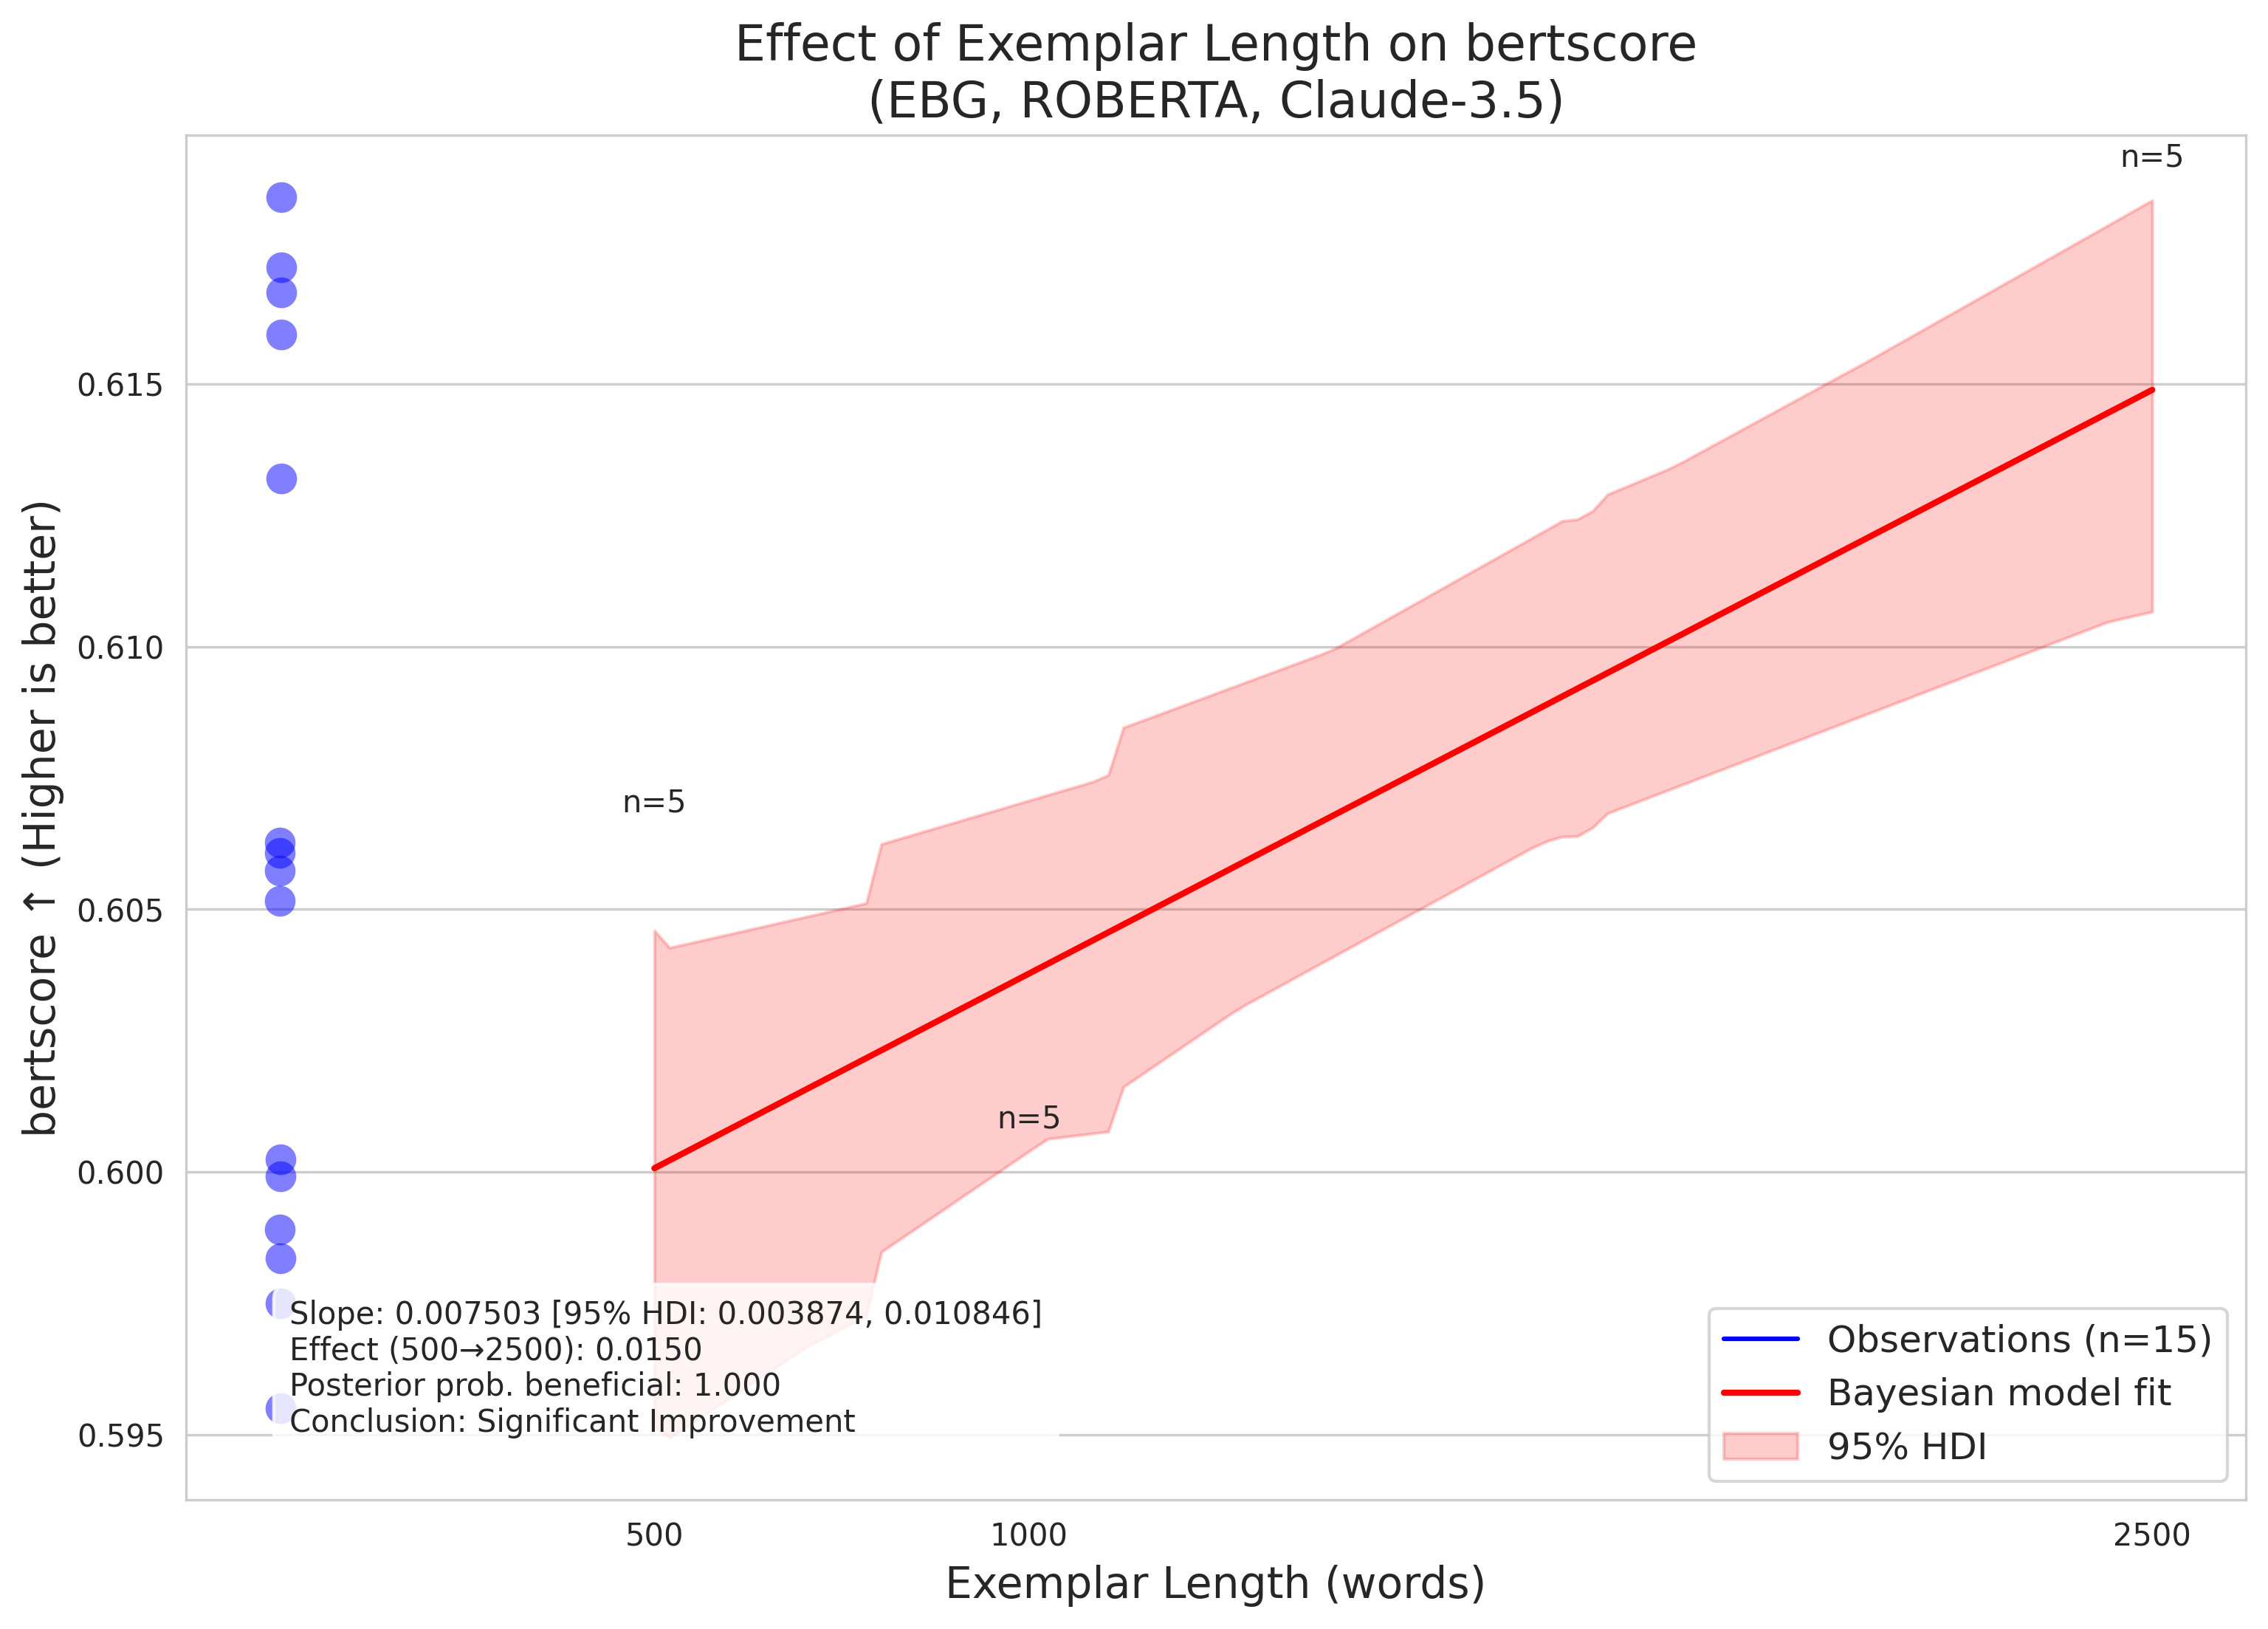 Effect of Exemplar Length on bertscore
(EBG, ROBERTA, Claude-3.5)
bertscore ↑ (Higher is better)
0.615
0.610
0.605
0.600
0.595
n=5
n=5
n=5
Slope: 0.007503 [95% HDI: 0.003874, 0.010846]
Effect (500→2500): 0.0150
Posterior prob. beneficial: 1.000
Conclusion: Significant Improvement
Observations (n=15)
Bayesian model fit
95% HDI
500
1000
2500
Exemplar Length (words)